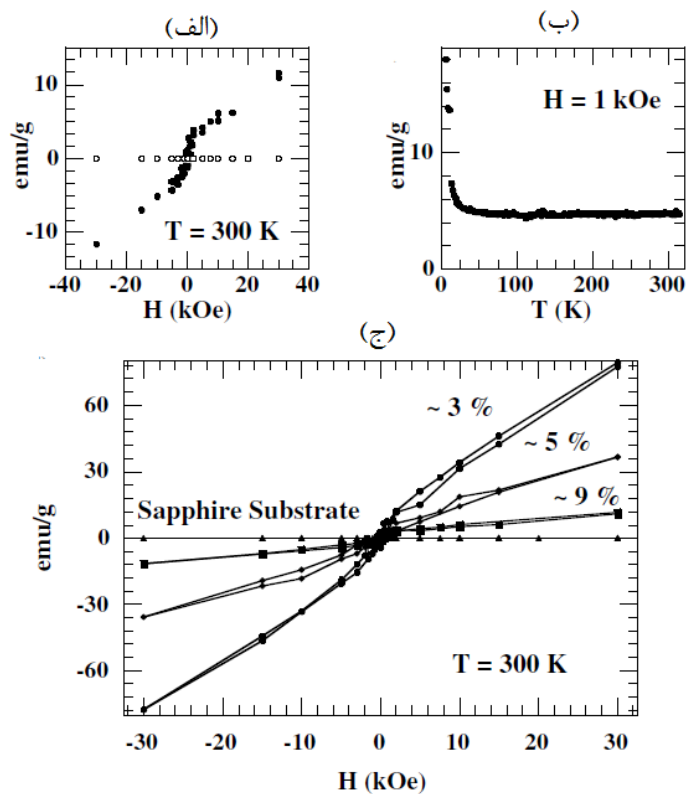 (الف)
10
0
-10
emu/g
T = 300 K
-40 -20 0 20 40
H (kOe)
(ب)
H = 1 kOe
10
0
emu/g
0 100 200 300
T (K)
(ج)
60
30
0
-30
-60
emu/g
~ 3 %
~ 5 %
~ 9 %
Sapphire Substrate
T = 300 K
-30 -20 -10 0 10 20 30
H (kOe)